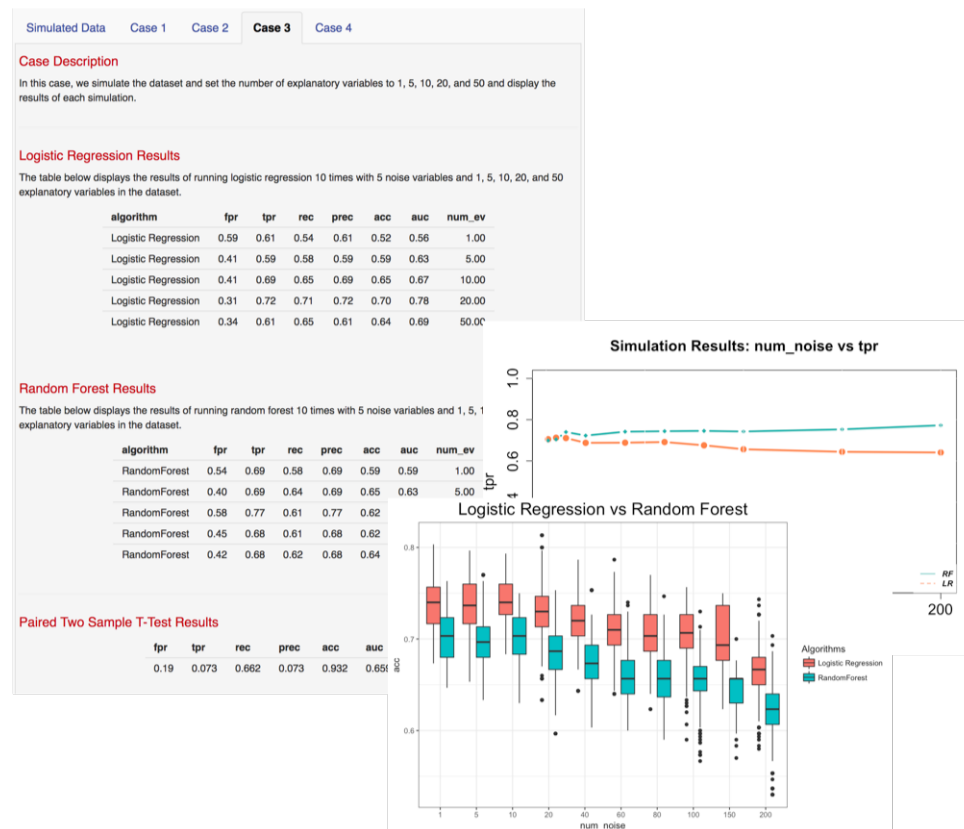 Simulated Data Case 1 Case 2 Case 3 Case 4
Case Description
In this case, we simulate the dataset and set the number of explanatory variables to 1, 5, 10, 20, and 50 and display the
results of each simulation.
Logistic Regression Results
The table below displays the results of running logistic regression 10 times with 5 noise variables and 1, 5, 10, 20, and 50
explanatory variables in the dataset.
algorithm fpr tpr rec prec acc auc num_ev
Logistic Regression 0.59 0.61 0.54 0.61 0.52 0.56 1.00
Logistic Regression 0.41 0.59 0.58 0.59 0.59 0.63 5.00
Logistic Regression 0.41 0.69 0.65 0.69 0.65 0.67 10.00
Logistic Regression 0.31 0.72 0.71 0.72 0.70 0.78 20.00
Logistic Regression 0.34 0.61 0.65 0.61 0.64 0.69 50.00
Random Forest Results
The table below displays the results of running random forest 10 times with 5 noise variables and 1, 5, 1
explanatory variables in the dataset.
algorithm fpr tpr rec prec acc auc num_ev
RandomForest 0.54 0.69 0.58 0.69 0.59 0.59 1.00
RandomForest 0.40 0.69 0.64 0.69 0.65 0.63 5.00
RandomForest 0.58 0.77 0.61 0.77 0.62
RandomForest 0.45 0.68 0.61 0.68 0.62
RandomForest 0.42 0.68 0.62 0.68 0.64
Paired Two Sample T-Test Results
fpr tpr rec prec acc auc
0.19 0.073 0.662 0.073 0.932 0.659
Simulation Results: num_noise vs tpr
1.0
0.8
0.6
tpr
RF
LR
200
Logistic Regression vs Random Forest
0.8
0.7
0.6
acc
1 5 10 20 40 60 80 100 150 200
num_noise
Algorithms
Logistic Regression
RandomForest